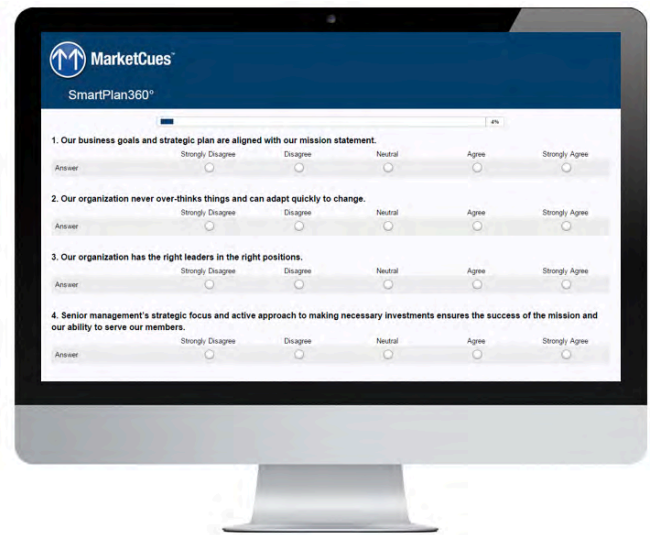 MarketCues™
SmartPlan360°
4%
1. Our business goals and strategic plan are aligned with our mission statement.
Strongly Disagree Disagree Neutral Agree Strongly Agree
Answer
2. Our organization never over-thinks things and can adapt quickly to change.
Strongly Disagree Disagree Neutral Agree Strongly Agree
Answer
3. Our organization has the right leaders in the right positions.
Strongly Disagree Disagree Neutral Agree Strongly Agree
Answer
4. Senior management's strategic focus and active approach to making necessary investments ensures the success of the mission and
our ability to serve our members.
Strongly Disagree Disagree Neutral Agree Strongly Agree
Answer